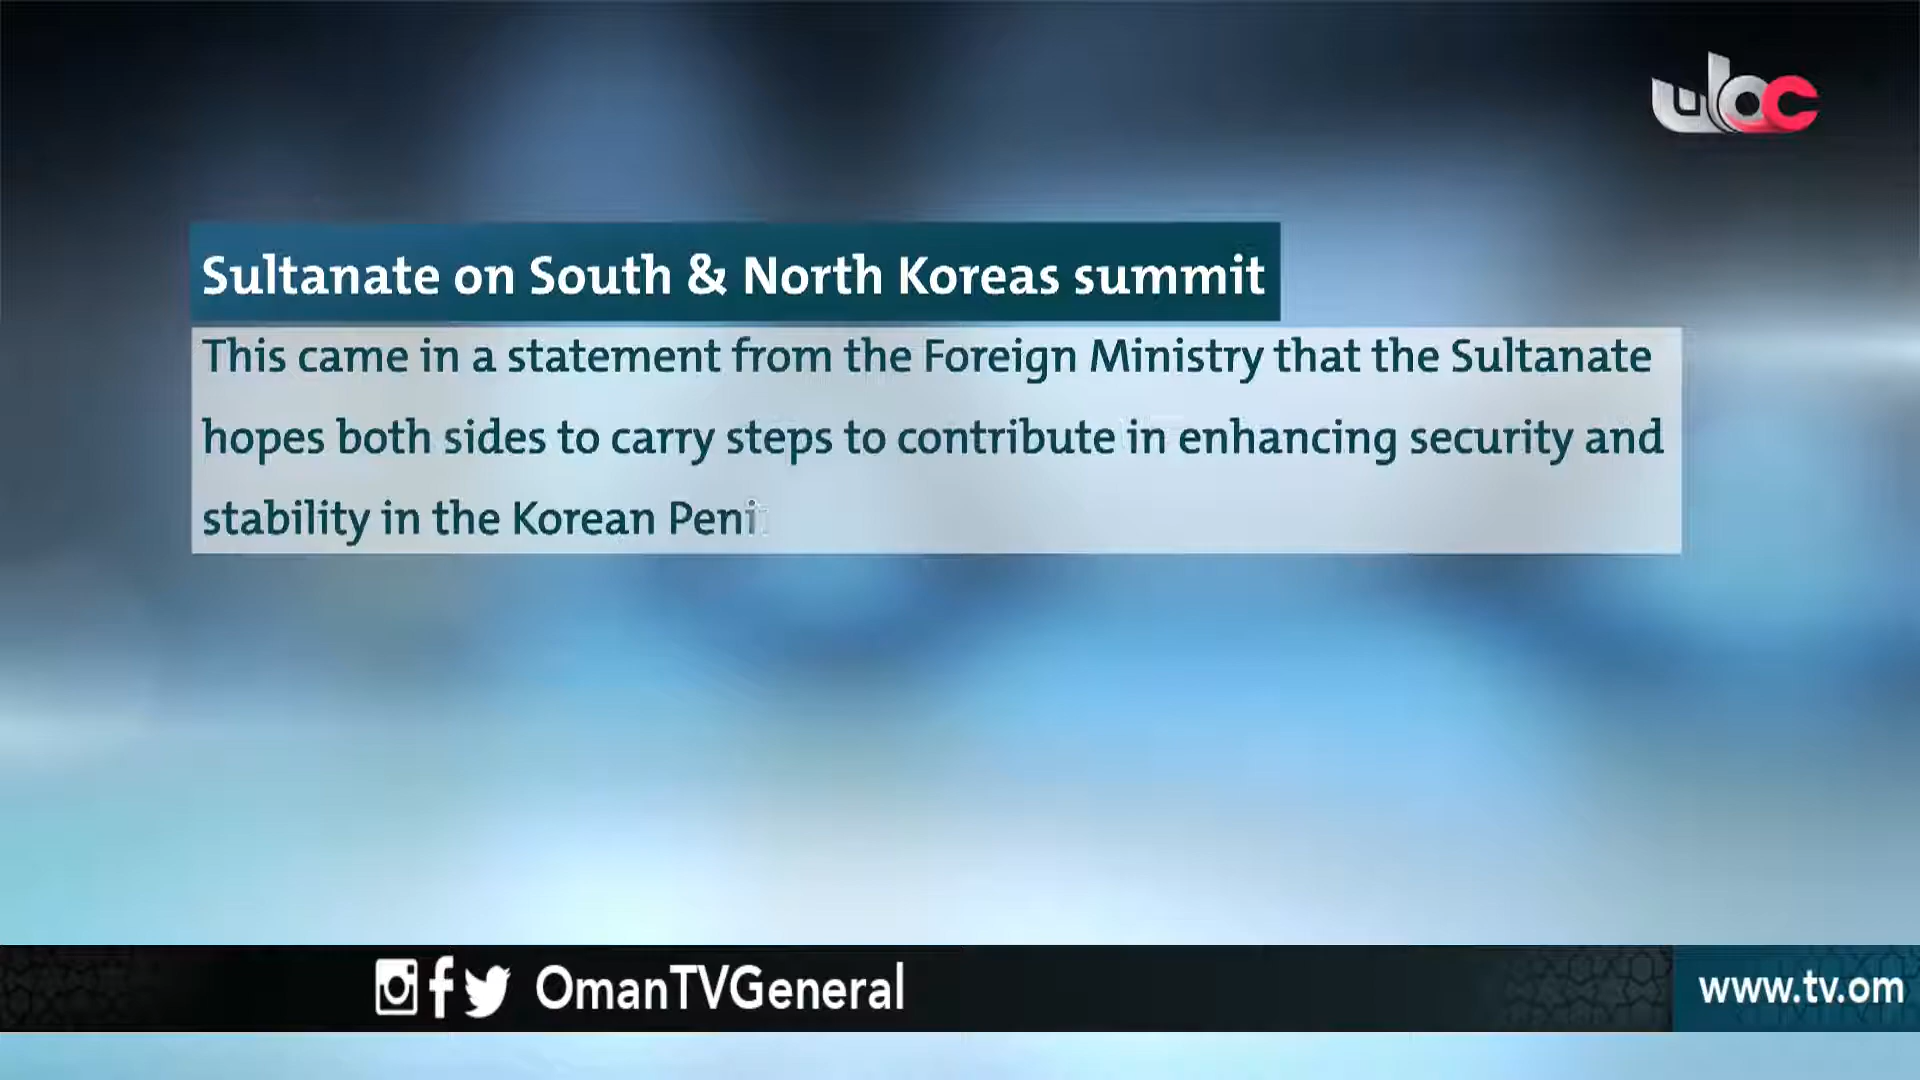 عمان
Sultanate on South & North Koreas summit
This came in a statement from the Foreign Ministry that the Sultanate
hopes both sides to carry steps to contribute in enhancing security and
stability in the Korean Peni
OmanTVGeneral
www.tv.om